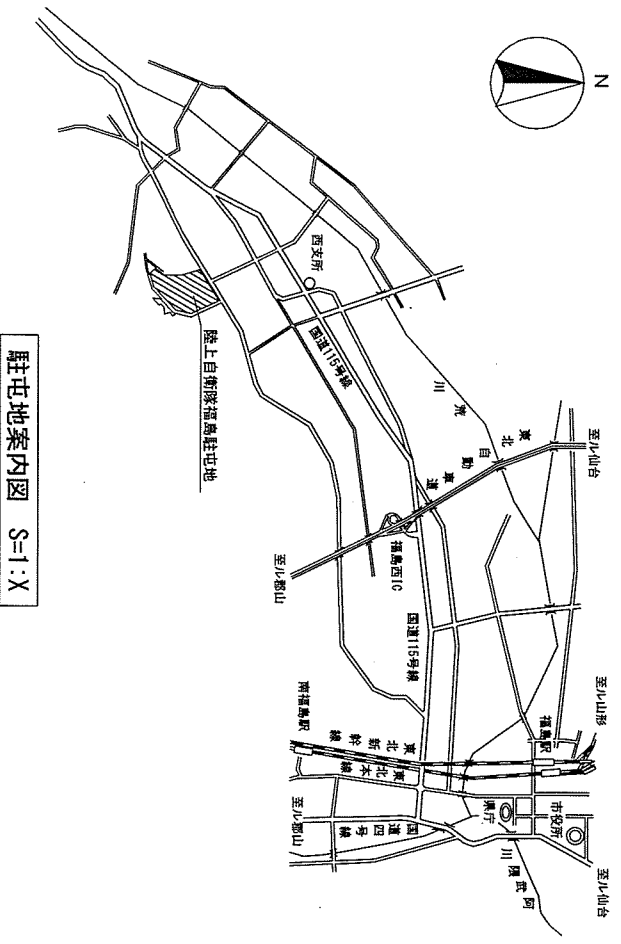 N
至ル仙台
東北自動車道
荒川
西支所
国道115号線
陸上自衛隊福島駐屯地
福島西IC
至ル郡山
国道115号線
至ル山形
福島駅
南福島駅
東北新幹線
東北本線
県庁
市役所
国道四号線
至ル郡山
至ル仙台
阿武隈川
駐屯地案内図 S=1:X